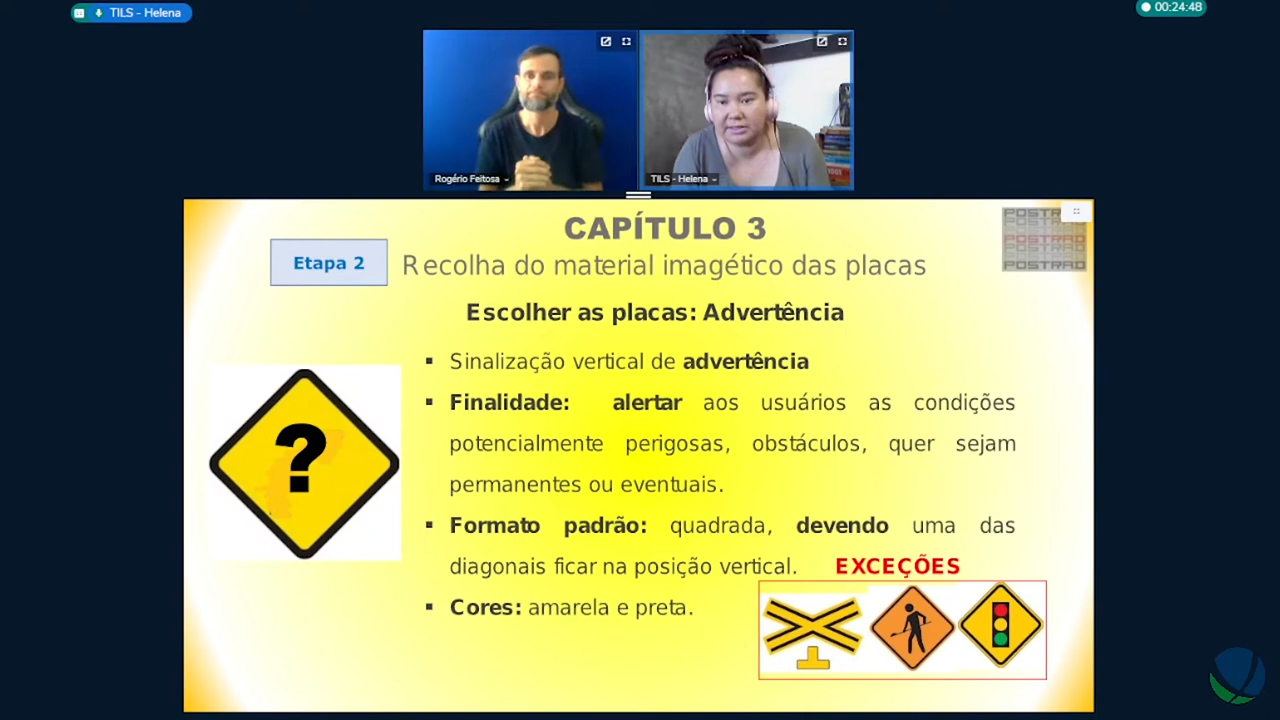 TILS - Helena
00:24:48
Rogério Feitosa
TILS - Helena
CAPÍTULO 3
POSTRAD
POSTRAD
Etapa 2
Recolha do material imagético das placas
Escolher as placas: Advertência
Sinalização vertical de advertência
Finalidade: alertar aos usuários as condições
potencialmente perigosas, obstáculos, quer sejam
permanentes ou eventuais.
Formato padrão: quadrada, devendo uma das
diagonais ficar na posição vertical.
EXCEÇÕES
Cores: amarela e preta.
?